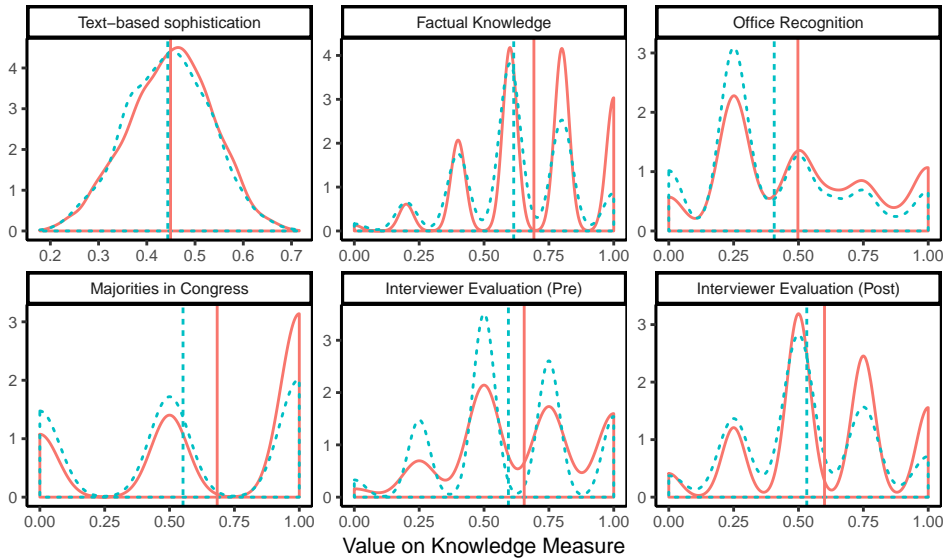 Text−based sophistication
Factual Knowledge
Office Recognition
4
3
2
1
0
0.2 0.3 0.4 0.5 0.6 0.7
4
3
2
1
0
0.00 0.25 0.50 0.75 1.00
3
2
1
0
0.00 0.25 0.50 0.75 1.00
Majorities in Congress
Interviewer Evaluation (Pre)
Interviewer Evaluation (Post)
3
2
1
0
0.00 0.25 0.50 0.75 1.00
3
2
1
0
0.00 0.25 0.50 0.75 1.00
3
2
1
0
0.00 0.25 0.50 0.75 1.00
Value on Knowledge Measure